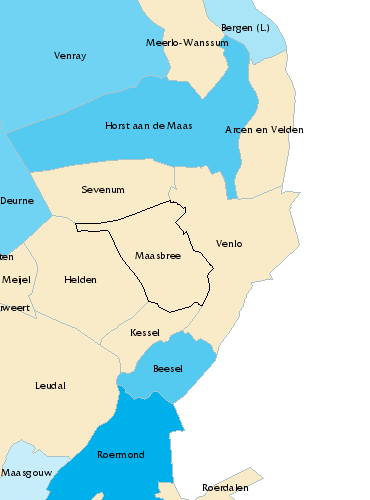 Bergen (L.)
Meerlo-Wanssum
Venray
Horst aan de Maas
Arcen en Velden
Sevenum
Deurne
Venlo
Maasbree
ten
Meijel
Helden
weert
Kessel
Beesel
Leudal
Roermond
Maasgouw
Roerdalen